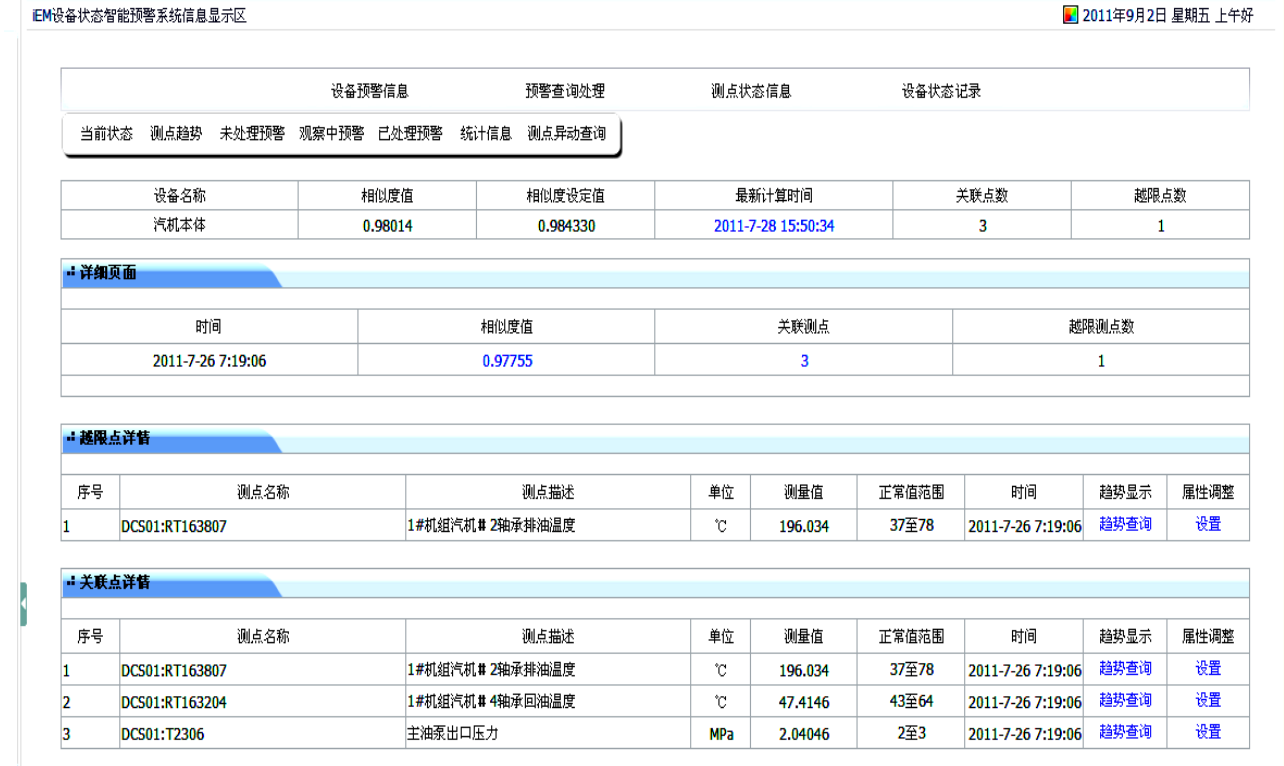 iEM设备状态智能预警系统信息显示区 2011年9月2日 星期五 上午好
设备预警信息 预警查询处理 测点状态信息 设备状态记录
当前状态 测点趋势 未处理预警 观察中预警 已处理预警 统计信息 测点异动查询
设备名称 相似度值 相似度设定值 最新计算时间 关联点数 越限点数
汽机本体 0.98014 0.984330 2011-7-28 15:50:34 3 1
详细页面
时间 相似度值 关联测点 越限测点数
2011-7-26 7:19:06 0.97755 3 1
越限点详情
序号 测点名称 测点描述 单位 测量值 正常值范围 时间 趋势显示 属性调整
1 DCS01:RT163807 1#机组汽机#2轴承排油温度 ℃ 196.034 37至78 2011-7-26 7:19:06 趋势查询 设置
关联点详情
序号 测点名称 测点描述 单位 测量值 正常值范围 时间 趋势显示 属性调整
1 DCS01:RT163807 1#机组汽机#2轴承排油温度 ℃ 196.034 37至78 2011-7-26 7:19:06 趋势查询 设置
2 DCS01:RT163204 1#机组汽机#4轴承回油温度 ℃ 47.4146 43至64 2011-7-26 7:19:06 趋势查询 设置
3 DCS01:T2306 主油泵出口压力 MPa 2.04046 2至3 2011-7-26 7:19:06 趋势查询 设置